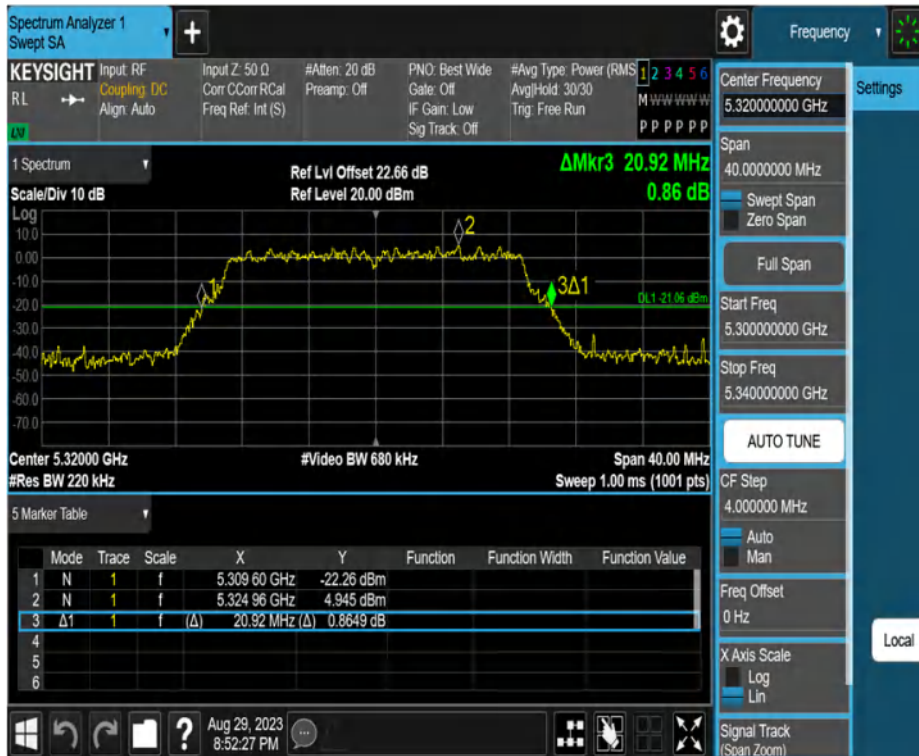 Spectrum Analyzer 1
Swept SA
Frequency
KEYSIGHT
RL
LXI
Input: RF
Coupling: DC
Align: Auto
Input Z: 50 Ω
Corr CCorr RCal
Freq Ref: Int (S)
#Atten: 20 dB
Preamp: Off
PNO: Best Wide
Gate: Off
IF Gain: Low
Sig Track: Off
#Avg Type: Power (RMS
Avg|Hold: 30/30
Trig: Free Run
1 2 3 4 5 6
M W W W W W
P P P P P P
1 Spectrum
Scale/Div 10 dB
Ref Lvl Offset 22.66 dB
Ref Level 20.00 dBm
ΔMkr3 20.92 MHz
0.86 dB
Log
10.0
0.00
-10.0
-20.0
-30.0
-40.0
-50.0
-60.0
-70.0
1
2
3Δ1
DL1 -21.06 dBm
Center 5.32000 GHz
#Video BW 680 kHz
Span 40.00 MHz
#Res BW 220 kHz
Sweep 1.00 ms (1001 pts)
5 Marker Table
Mode Trace Scale X Y Function Function Width Function Value
1 N 1 f 5.309 60 GHz -22.26 dBm
2 N 1 f 5.324 96 GHz 4.945 dBm
3 Δ1 1 f (Δ) 20.92 MHz (Δ) 0.8649 dB
4
5
6
?
Aug 29, 2023
8:52:27 PM
Center Frequency
5.320000000 GHz
Span
40.0000000 MHz
Swept Span
Zero Span
Full Span
Start Freq
5.300000000 GHz
Stop Freq
5.340000000 GHz
AUTO TUNE
CF Step
4.000000 MHz
Auto
Man
Freq Offset
0 Hz
X Axis Scale
Log
Lin
Signal Track
(Span Zoom)
Settings
Local